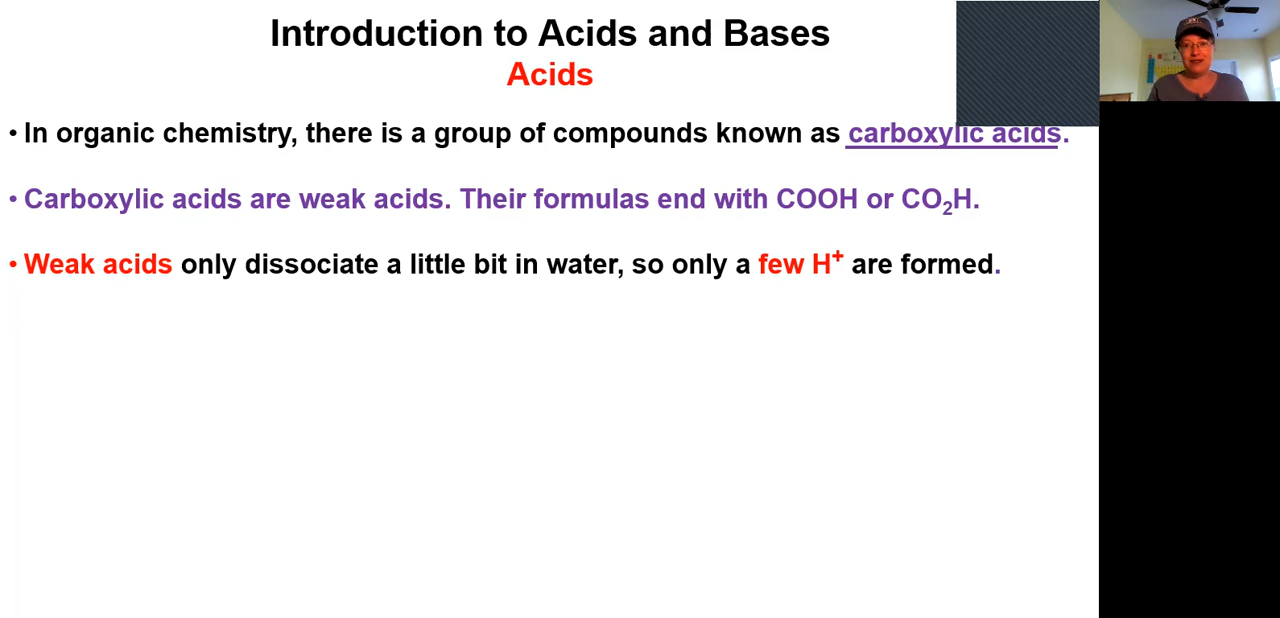 Introduction to Acids and Bases
Acids
• In organic chemistry, there is a group of compounds known as carboxylic acids.
• Carboxylic acids are weak acids. Their formulas end with COOH or CO₂H.
• Weak acids only dissociate a little bit in water, so only a few H⁺ are formed.